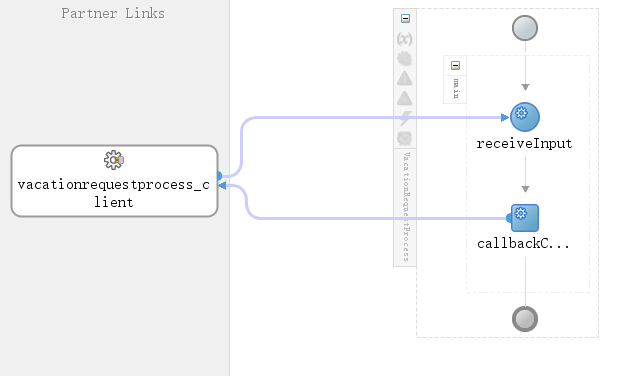 Partner Links
(x)
main
receiveInput
vacationrequestprocess_c
lient
VacationRequestProcess
callbackC...